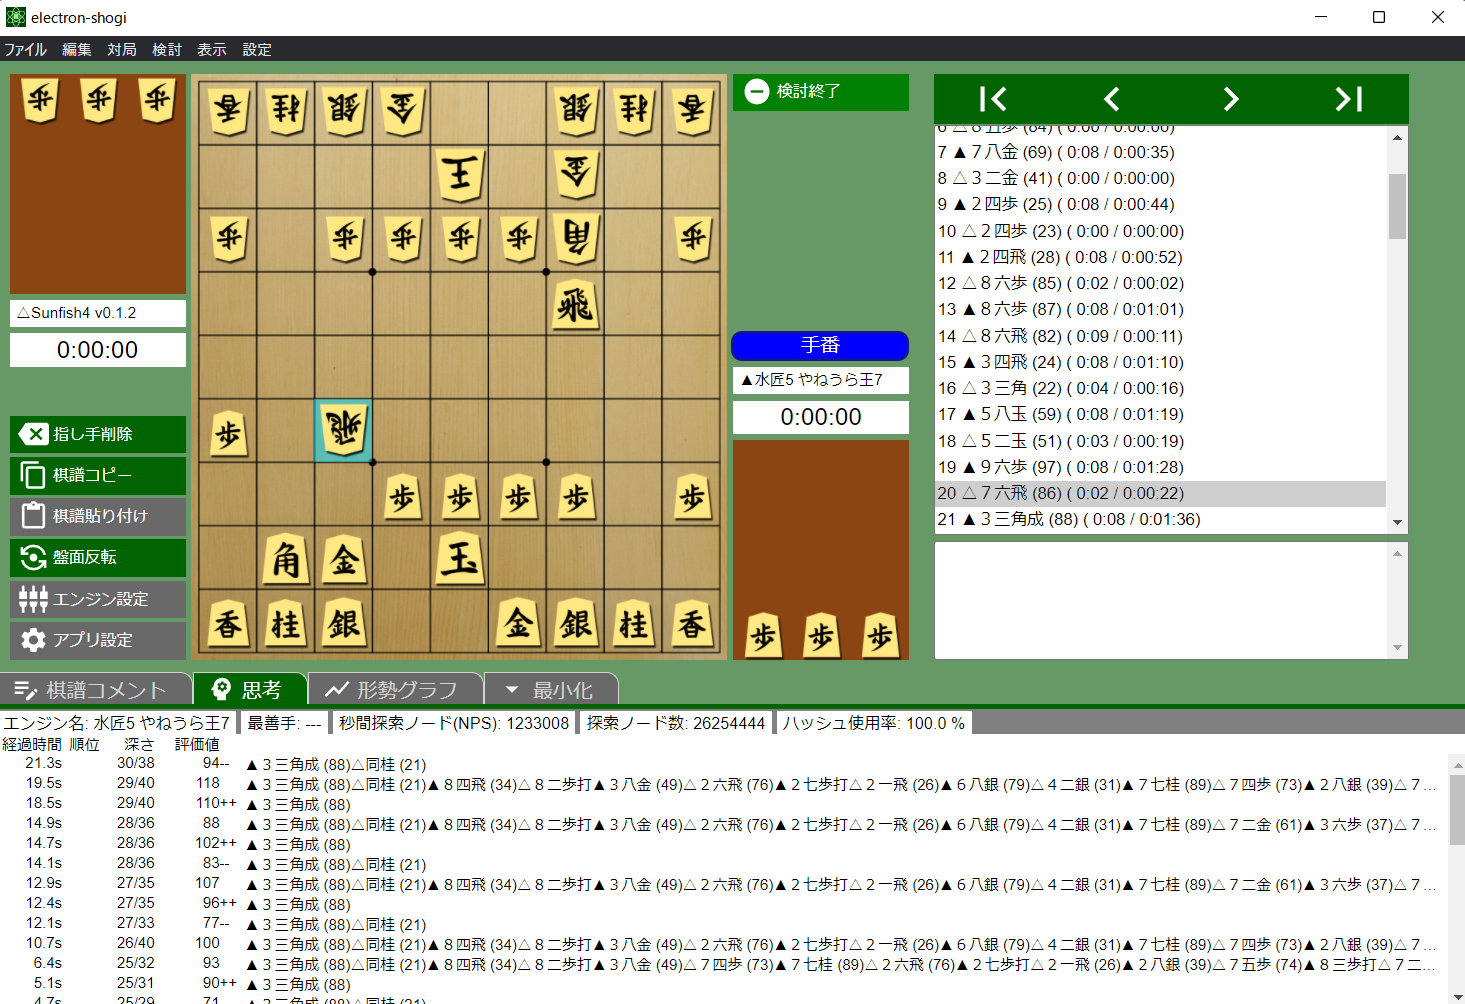 electron-shogi
ファイル 編集 対局 検討 表示 設定
歩 歩 歩
△Sunfish4 v0.1.2
0:00:00
指し手削除
棋譜コピー
棋譜貼り付け
盤面反転
エンジン設定
アプリ設定
香 桂 銀 金 銀 桂 香
王 金
歩 歩 歩 歩 歩 角 歩
飛
歩 飛
歩 歩 歩 歩 歩
角 金 玉
香 桂 銀 金 銀 桂 香
検討終了
手番
▲水匠5 やねうら王7
0:00:00
歩 歩 歩
6 △８五歩 (84) ( 0:00 / 0:00:00)
7 ▲７八金 (69) ( 0:08 / 0:00:35)
8 △３二金 (41) ( 0:00 / 0:00:00)
9 ▲２四歩 (25) ( 0:08 / 0:00:44)
10 △２四歩 (23) ( 0:00 / 0:00:00)
11 ▲２四飛 (28) ( 0:08 / 0:00:52)
12 △８六歩 (85) ( 0:02 / 0:00:02)
13 ▲８六歩 (87) ( 0:08 / 0:01:01)
14 △８六飛 (82) ( 0:09 / 0:00:11)
15 ▲３四飛 (24) ( 0:08 / 0:01:10)
16 △３三角 (22) ( 0:04 / 0:00:16)
17 ▲５八玉 (59) ( 0:08 / 0:01:19)
18 △５二玉 (51) ( 0:03 / 0:00:19)
19 ▲９六歩 (97) ( 0:08 / 0:01:28)
20 △７六飛 (86) ( 0:02 / 0:00:22)
21 ▲３三角成 (88) ( 0:08 / 0:01:36)
棋譜コメント 思考 形勢グラフ 最小化
エンジン名: 水匠5 やねうら王7 最善手: --- 秒間探索ノード(NPS): 1233008 探索ノード数: 26254444 ハッシュ使用率: 100.0 %
経過時間 順位 深さ 評価値
21.3s 30/38 94-- ▲３三角成 (88)△同桂 (21)
19.5s 29/40 118 ▲３三角成 (88)△同桂 (21)▲８四飛 (34)△８二歩打▲３八金 (49)△２六飛 (76)▲２七歩打△２一飛 (26)▲６八銀 (79)△４二銀 (31)▲７七桂 (89)△７四歩 (73)▲２八銀 (39)△７…
18.5s 29/40 110++ ▲３三角成 (88)
14.9s 28/36 88 ▲３三角成 (88)△同桂 (21)▲８四飛 (34)△８二歩打▲３八金 (49)△２六飛 (76)▲２七歩打△２一飛 (26)▲６八銀 (79)△４二銀 (31)▲７七桂 (89)△７二金 (61)▲３六歩 (37)△７…
14.7s 28/36 102++ ▲３三角成 (88)
14.1s 28/36 83-- ▲３三角成 (88)△同桂 (21)
12.9s 27/35 107 ▲３三角成 (88)△同桂 (21)▲８四飛 (34)△８二歩打▲３八金 (49)△２六飛 (76)▲２七歩打△２一飛 (26)▲６八銀 (79)△４二銀 (31)▲７七桂 (89)△７二金 (61)▲３六歩 (37)△７…
12.4s 27/35 96++ ▲３三角成 (88)
12.1s 27/33 77-- ▲３三角成 (88)△同桂 (21)
10.7s 26/40 100 ▲３三角成 (88)△同桂 (21)▲８四飛 (34)△８二歩打▲３八金 (49)△２六飛 (76)▲２七歩打△２一飛 (26)▲６八銀 (79)△４二銀 (31)▲７七桂 (89)△７四歩 (73)▲２八銀 (39)△７…
6.4s 25/32 93 ▲３三角成 (88)△同桂 (21)▲８四飛 (34)△８二歩打▲３八金 (49)△７四歩 (73)▲７七桂 (89)△２六飛 (76)▲２七歩打△２一飛 (26)▲２八銀 (39)△７五歩 (74)▲８三歩打△７二…
5.1s 25/31 90++ ▲３三角成 (88)
4.7s 25/29 71 ▲３三角成 (88)△同桂 (21)